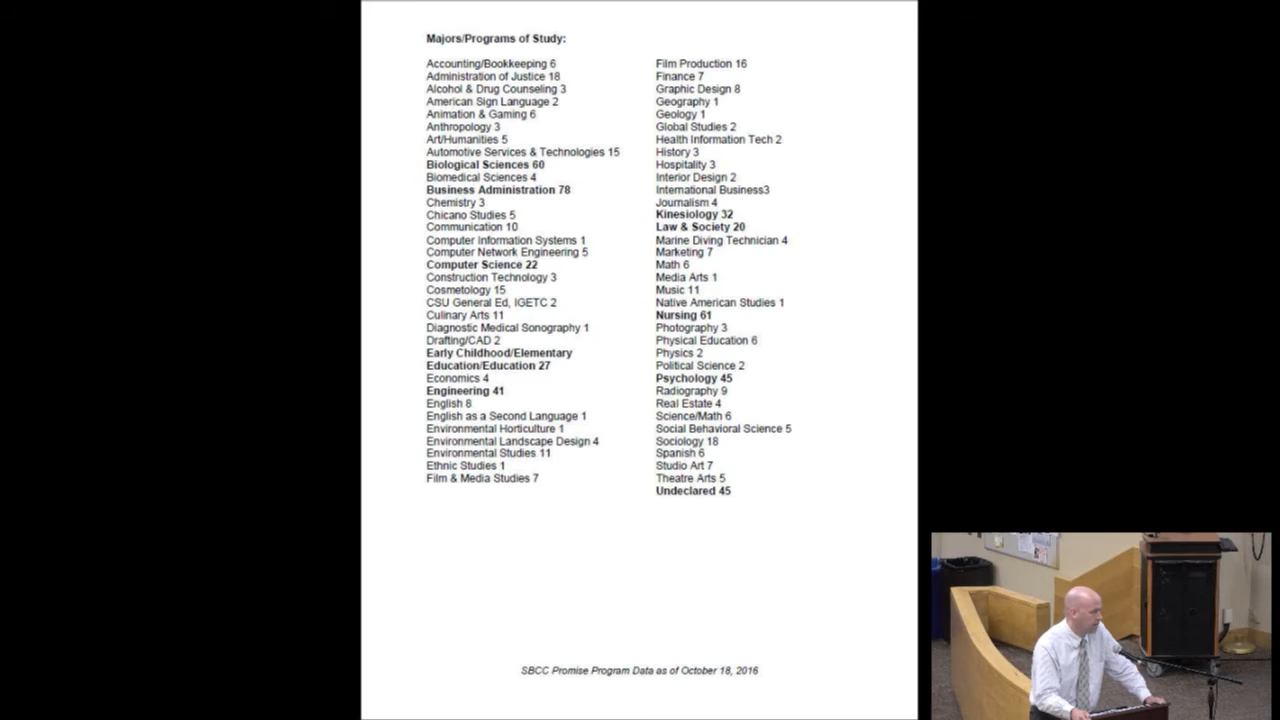 Majors/Programs of Study:
Accounting/Bookkeeping 6
Administration of Justice 18
Alcohol & Drug Counseling 3
American Sign Language 2
Animation & Gaming 6
Anthropology 3
Art/Humanities 5
Automotive Services & Technologies 15
Biological Sciences 60
Biomedical Sciences 4
Business Administration 78
Chemistry 3
Chicano Studies 5
Communication 10
Computer Information Systems 1
Computer Network Engineering 5
Computer Science 22
Construction Technology 3
Cosmetology 15
CSU General Ed, IGETC 2
Culinary Arts 11
Diagnostic Medical Sonography 1
Drafting/CAD 2
Early Childhood/Elementary
Education/Education 27
Economics 4
Engineering 41
English 8
English as a Second Language 1
Environmental Horticulture 1
Environmental Landscape Design 4
Environmental Studies 11
Ethnic Studies 1
Film & Media Studies 7
Film Production 16
Finance 7
Graphic Design 8
Geography 1
Geology 1
Global Studies 2
Health Information Tech 2
History 3
Hospitality 3
Interior Design 2
International Business3
Journalism 4
Kinesiology 32
Law & Society 20
Marine Diving Technician 4
Marketing 7
Math 6
Media Arts 1
Music 11
Native American Studies 1
Nursing 61
Photography 3
Physical Education 6
Physics 2
Political Science 2
Psychology 45
Radiography 9
Real Estate 4
Science/Math 6
Social Behavioral Science 5
Sociology 18
Spanish 6
Studio Art 7
Theatre Arts 5
Undeclared 45
SBCC Promise Program Data as of October 18, 2016